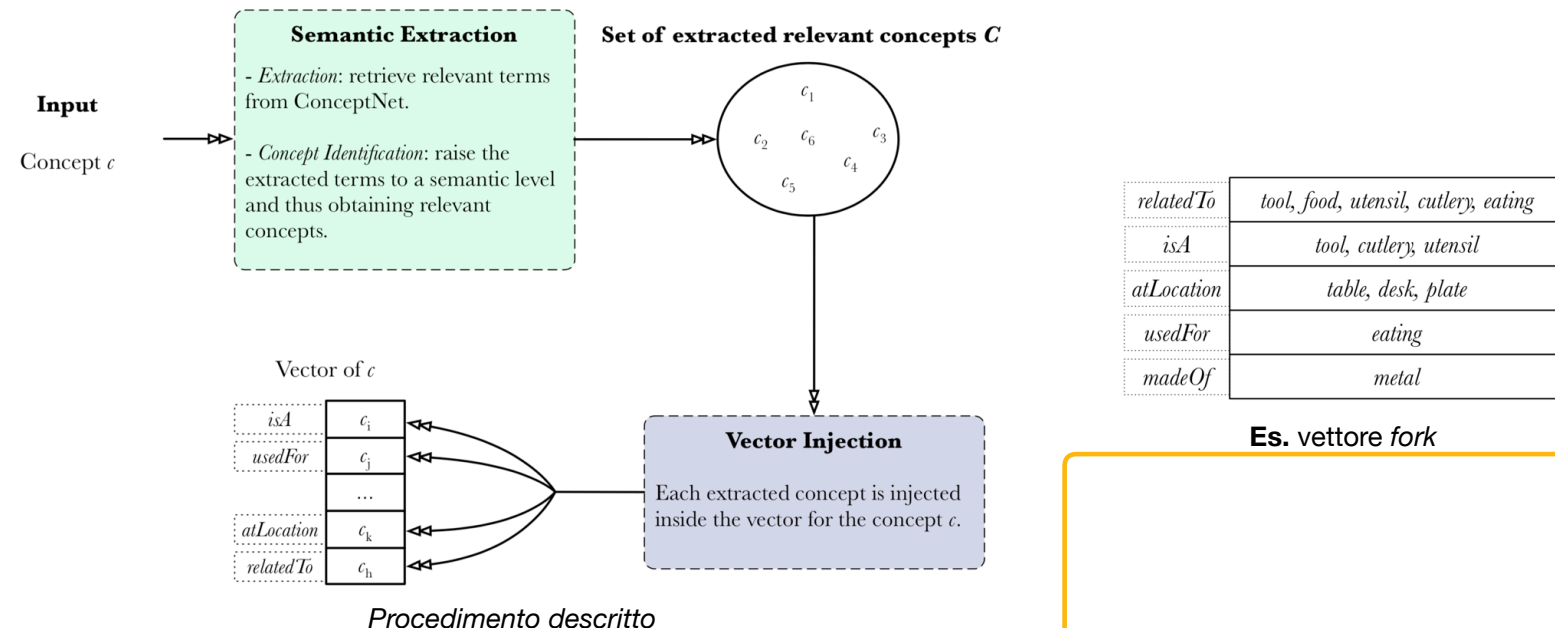 Semantic Extraction
- Extraction: retrieve relevant terms
from ConceptNet.
- Concept Identification: raise the
extracted terms to a semantic level
and thus obtaining relevant
concepts.
Input
Concept c
Set of extracted relevant concepts C
c1
c2 c6 c3
c4
c5
Vector Injection
Each extracted concept is injected
inside the vector for the concept c.
Vector of c
isA ci
usedFor cj
...
atLocation ck
relatedTo ch
Procedimento descritto
relatedTo tool, food, utensil, cutlery, eating
isA tool, cutlery, utensil
atLocation table, desk, plate
usedFor eating
madeOf metal
Es. vettore fork